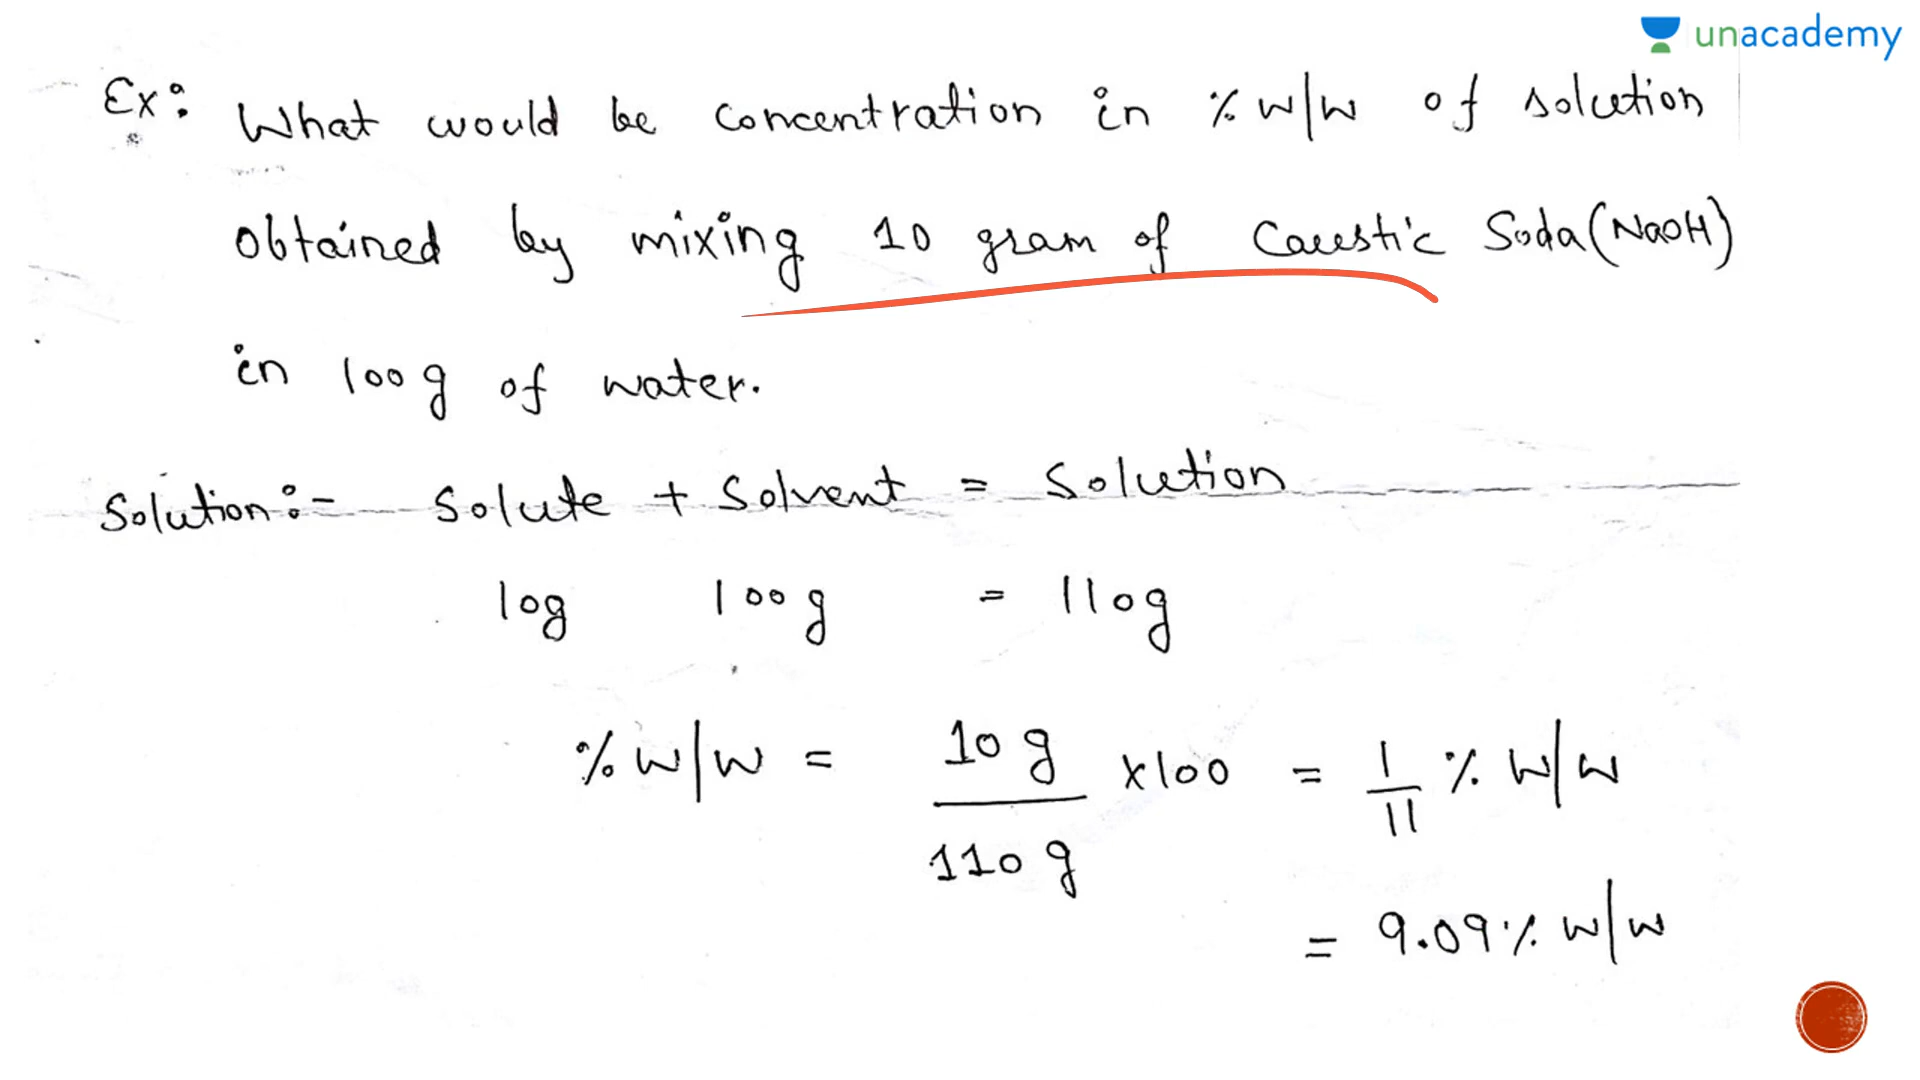 unacademy
Ex: What would be concentration in % w/w of solution
obtained by mixing 10 gram of Caustic Soda (NaOH)
in 100g of water.
Solution:- Solute + Solvent = Solution
10g 100g = 110g
% w/w = 10 g / 110 g x100 = 1/11 % w/w
= 9.09% w/w